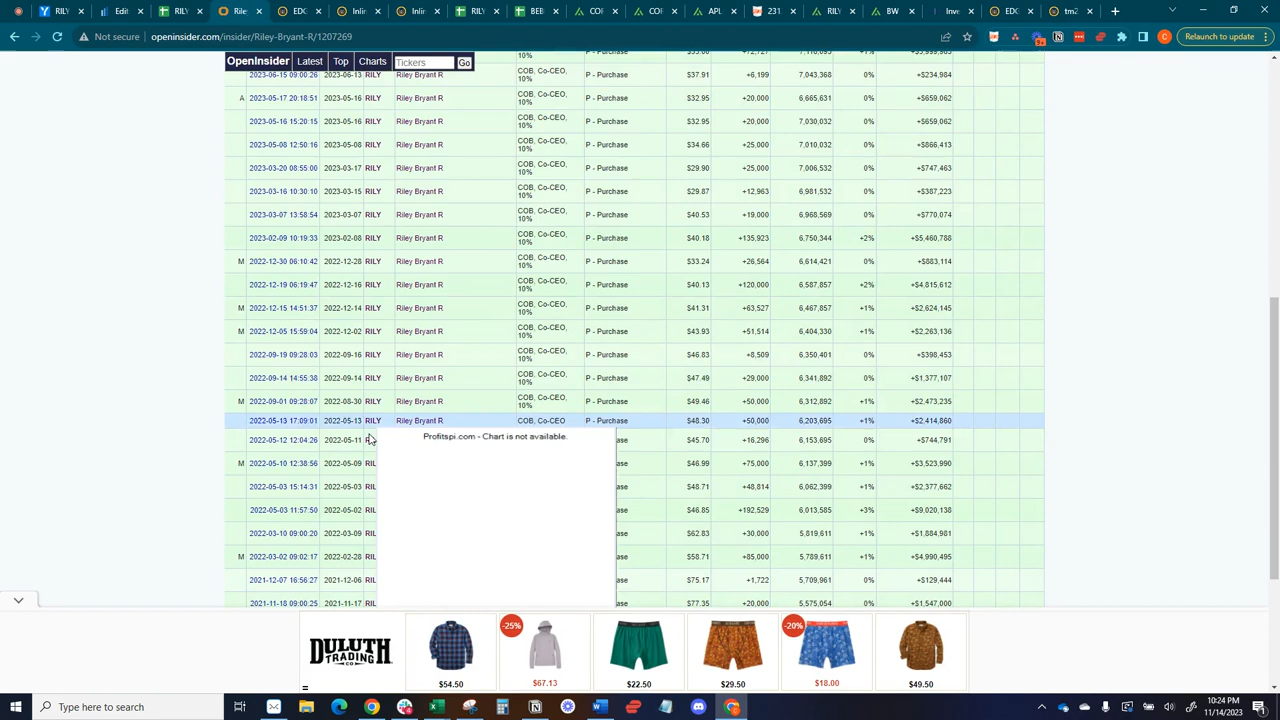 RILY
RILY
EDC
RIL
COI
COI
APL
231
RIL
RIL
INS
EDC
Not secure
openinsider.com/insider/Riley-Bryant-R/1207269
C
Relaunch to update
OpenInsider Latest Top Charts Tickers Go
10%
2023-06-15 09:00:26 2023-06-13 RILY Riley Bryant R COB, Co-CEO, 10% P - Purchase $37.91 +6,199 7,043,368 0% +$234,984
A 2023-05-17 20:18:51 2023-05-16 RILY Riley Bryant R COB, Co-CEO, 10% P - Purchase $32.95 +20,000 6,665,631 0% +$659,062
2023-05-16 15:20:15 2023-05-16 RILY Riley Bryant R COB, Co-CEO, 10% P - Purchase $32.95 +20,000 7,030,032 0% +$659,062
2023-05-08 12:50:16 2023-05-08 RILY Riley Bryant R COB, Co-CEO, 10% P - Purchase $34.66 +25,000 7,010,032 0% +$866,413
2023-03-20 08:55:00 2023-03-17 RILY Riley Bryant R COB, Co-CEO, 10% P - Purchase $29.90 +25,000 7,006,532 0% +$747,463
2023-03-16 10:30:10 2023-03-15 RILY Riley Bryant R COB, Co-CEO, 10% P - Purchase $29.87 +12,963 6,981,532 0% +$387,223
2023-03-07 13:58:54 2023-03-07 RILY Riley Bryant R COB, Co-CEO, 10% P - Purchase $40.53 +19,000 6,968,569 0% +$770,074
2023-02-09 10:19:33 2023-02-08 RILY Riley Bryant R COB, Co-CEO, 10% P - Purchase $40.18 +135,923 6,750,344 +2% +$5,460,788
M 2022-12-30 06:10:42 2022-12-28 RILY Riley Bryant R COB, Co-CEO, 10% P - Purchase $33.24 +26,564 6,614,421 0% +$883,114
2022-12-19 06:19:47 2022-12-16 RILY Riley Bryant R COB, Co-CEO, 10% P - Purchase $40.13 +120,000 6,587,857 +2% +$4,815,612
M 2022-12-15 14:51:37 2022-12-14 RILY Riley Bryant R COB, Co-CEO, 10% P - Purchase $41.31 +63,527 6,467,857 +1% +$2,624,145
M 2022-12-05 15:59:04 2022-12-02 RILY Riley Bryant R COB, Co-CEO, 10% P - Purchase $43.93 +51,514 6,404,330 +1% +$2,263,136
2022-09-19 09:28:03 2022-09-16 RILY Riley Bryant R COB, Co-CEO, 10% P - Purchase $46.83 +8,509 6,350,401 0% +$398,453
2022-09-14 14:55:38 2022-09-14 RILY Riley Bryant R COB, Co-CEO, 10% P - Purchase $47.49 +29,000 6,341,892 0% +$1,377,107
M 2022-09-01 09:28:07 2022-08-30 RILY Riley Bryant R COB, Co-CEO, 10% P - Purchase $49.46 +50,000 6,312,892 +1% +$2,473,235
2022-05-13 17:09:01 2022-05-13 RILY Riley Bryant R COB, Co-CEO P - Purchase $48.30 +50,000 6,203,695 +1% +$2,414,860
Profitspi.com - Chart is not available.
2022-05-12 12:04:26 2022-05-11 R ase $45.70 +16,296 6,153,695 0% +$744,791
M 2022-05-10 12:38:56 2022-05-09 RIL ase $46.99 +75,000 6,137,399 +1% +$3,523,990
2022-05-03 15:14:31 2022-05-03 RIL ase $48.71 +48,814 6,062,399 +1% +$2,377,662
2022-05-03 11:57:50 2022-05-02 RIL ase $46.85 +192,529 6,013,585 +3% +$9,020,138
2022-03-10 09:00:20 2022-03-09 RIL ase $62.83 +30,000 5,819,611 +1% +$1,884,981
M 2022-03-02 09:02:17 2022-02-28 RIL ase $58.71 +85,000 5,789,611 +1% +$4,990,495
2021-12-07 16:56:27 2021-12-06 RIL ase $75.17 +1,722 5,709,961 0% +$129,444
2021-11-18 09:00:25 2021-11-17 RIL ase $77.35 +20,000 5,575,054 0% +$1,547,000
DULUTH
TRADING
CO
-25%
-20%
$54.50 $67.13 $22.50 $29.50 $18.00 $49.50
Type here to search
10:24 PM
11/14/2023